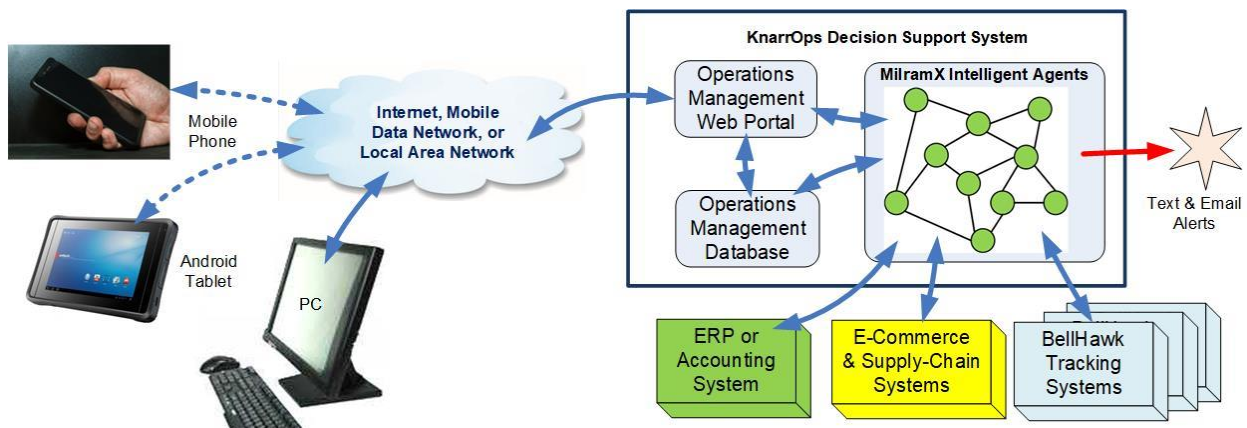 KnarrOps Decision Support System
Operations
Management
Web Portal
MilramX Intelligent Agents
Internet, Mobile
Data Network, or
Local Area Network
Mobile
Phone
Operations
Management
Database
Text & Email
Alerts
Android
Tablet
PC
ERP or
Accounting
System
E-Commerce
& Supply-Chain
Systems
BellHawk
Tracking
Systems